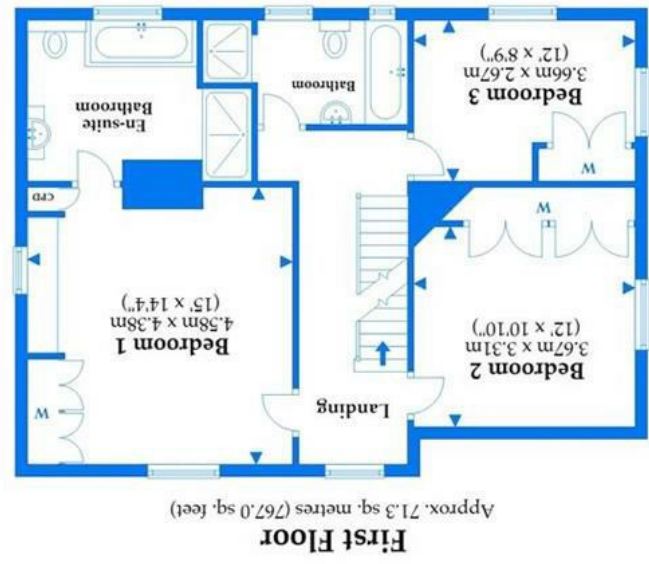 First Floor
Approx. 71.3 sq. metres (767.0 sq. feet)
Landing
Bedroom 2
3.67m x 3.31m
(12' x 10'10")
W
W
Bedroom 1
4.58m x 4.38m
(15' x 14'4")
W
CPD
Bedroom 3
3.66m x 2.67m
(12' x 8'9")
Bathroom
En-suite
Bathroom